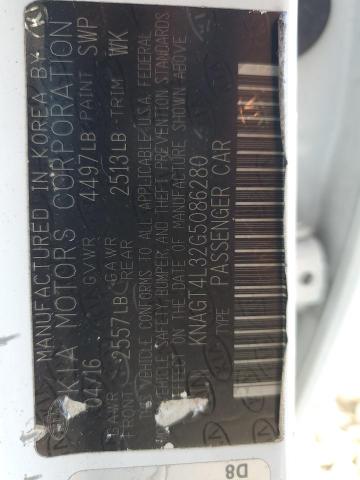 MANUFACTURED IN KOREA BY
KIA MOTORS CORPORATION
04/16 GVWR 4497LB PAINT SWP
GAWR 2557LB GAWR 2513LB TRIM WK
FRONT REAR
VEHICLE CONFORMS TO ALL APPLICABLE U.S.A. FEDERAL
VEHICLE SAFETY, BUMPER, AND THEFT PREVENTION STANDARDS
EFFECT ON THE DATE OF MANUFACTURE SHOWN ABOVE
KNAGT4L32G5086280
TYPE PASSENGER CAR
D8